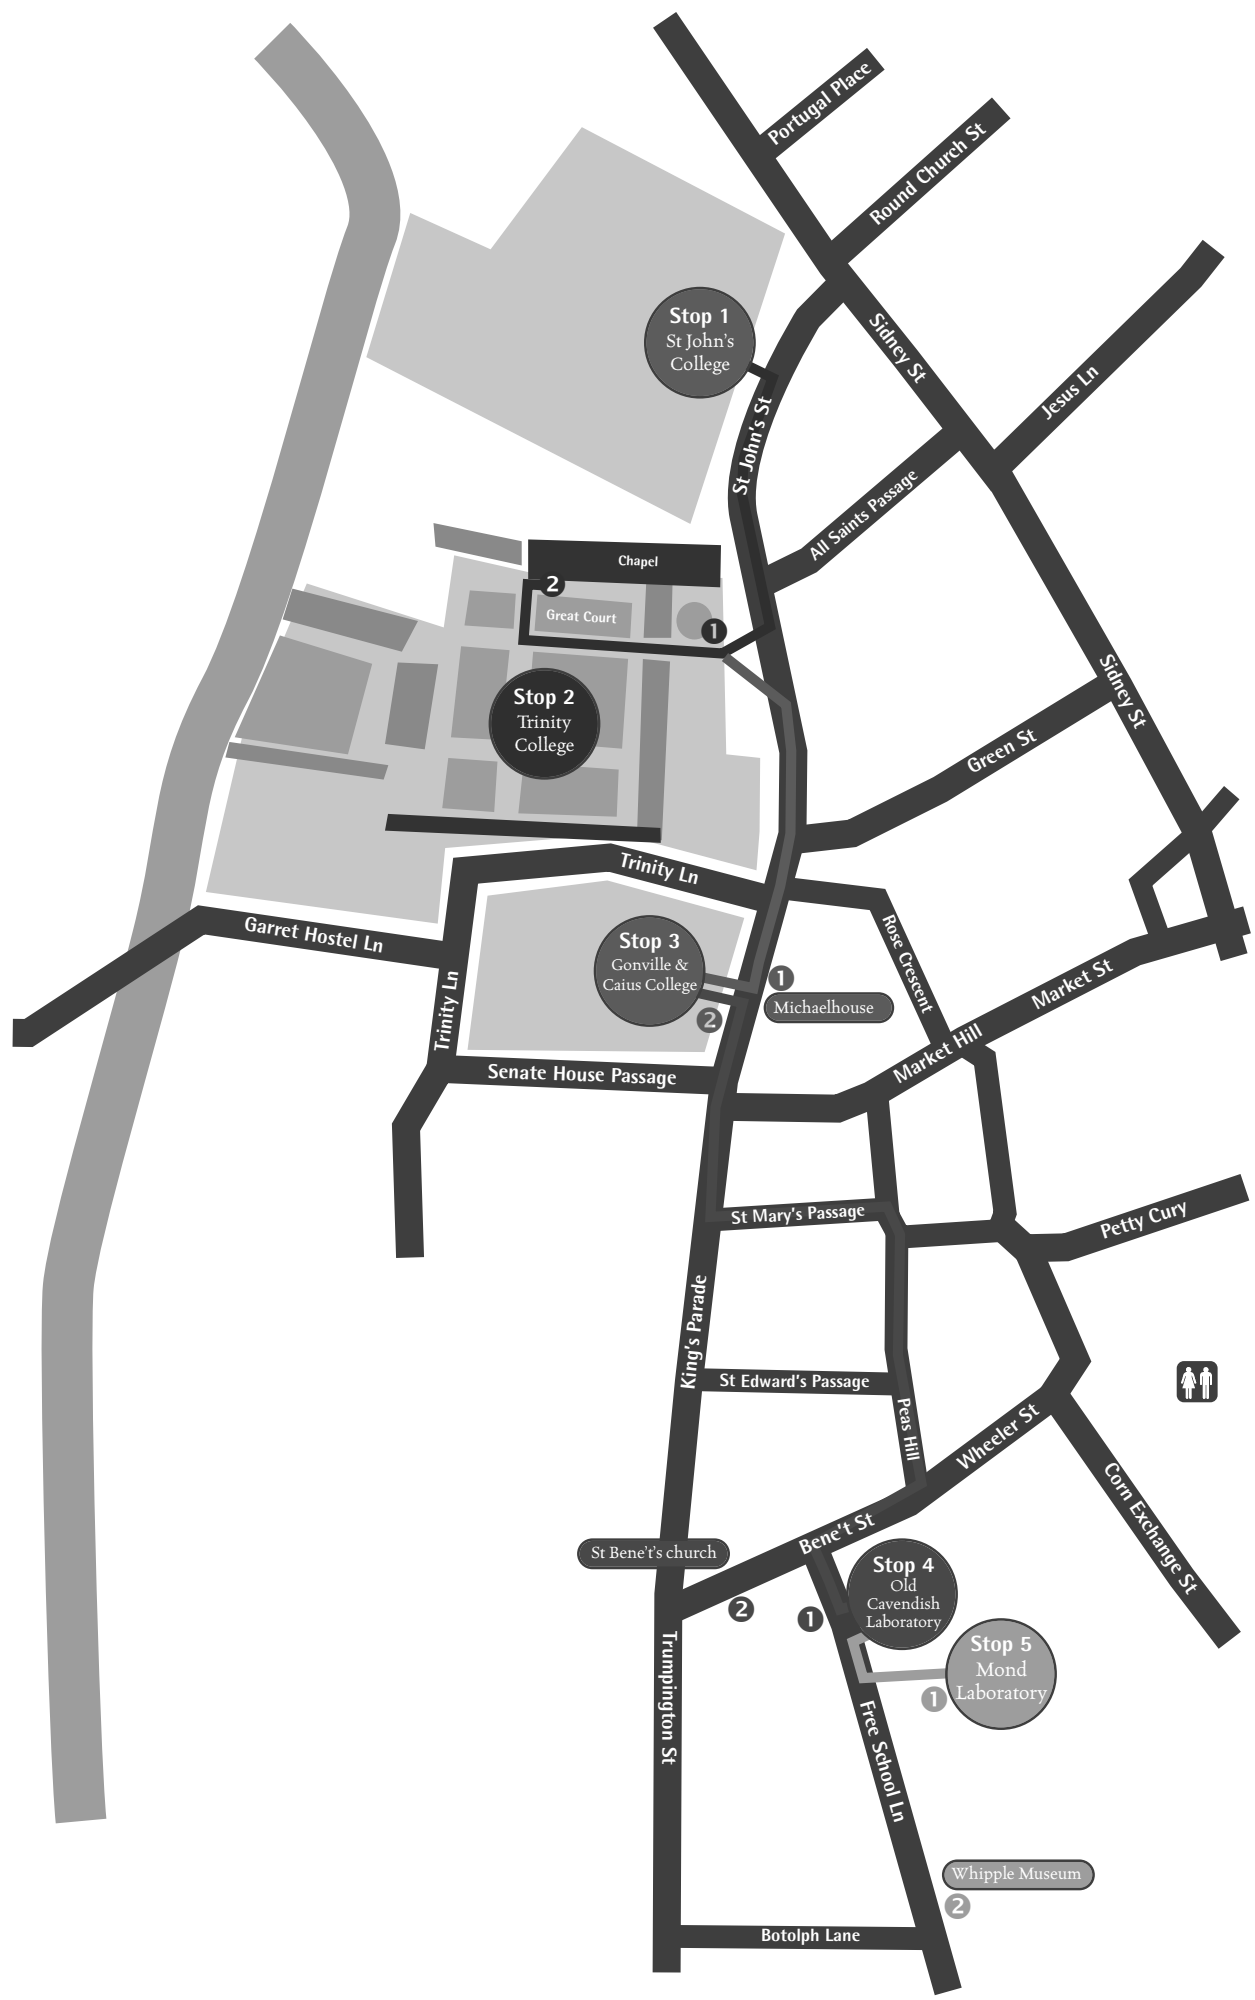 Portugal Place
Round Church St
Stop 1
St John's
College
Sidney St
Jesus Ln
St John's St
All Saints Passage
Chapel
2
Great Court
1
Stop 2
Trinity
College
Sidney St
Green St
Trinity Ln
Garret Hostel Ln
Rose Crescent
Stop 3
Gonville &
Caius College
1
Michaelhouse
2
Market St
Trinity Ln
Market Hill
Senate House Passage
St Mary's Passage
Petty Cury
King's Parade
St Edward's Passage
Peas Hill
Wheeler St
Corn Exchange St
Bene't St
St Bene't's church
Stop 4
Old
Cavendish
Laboratory
2
1
Stop 5
Mond
Laboratory
1
Trumpington St
Free School Ln
Whipple Museum
2
Botolph Lane